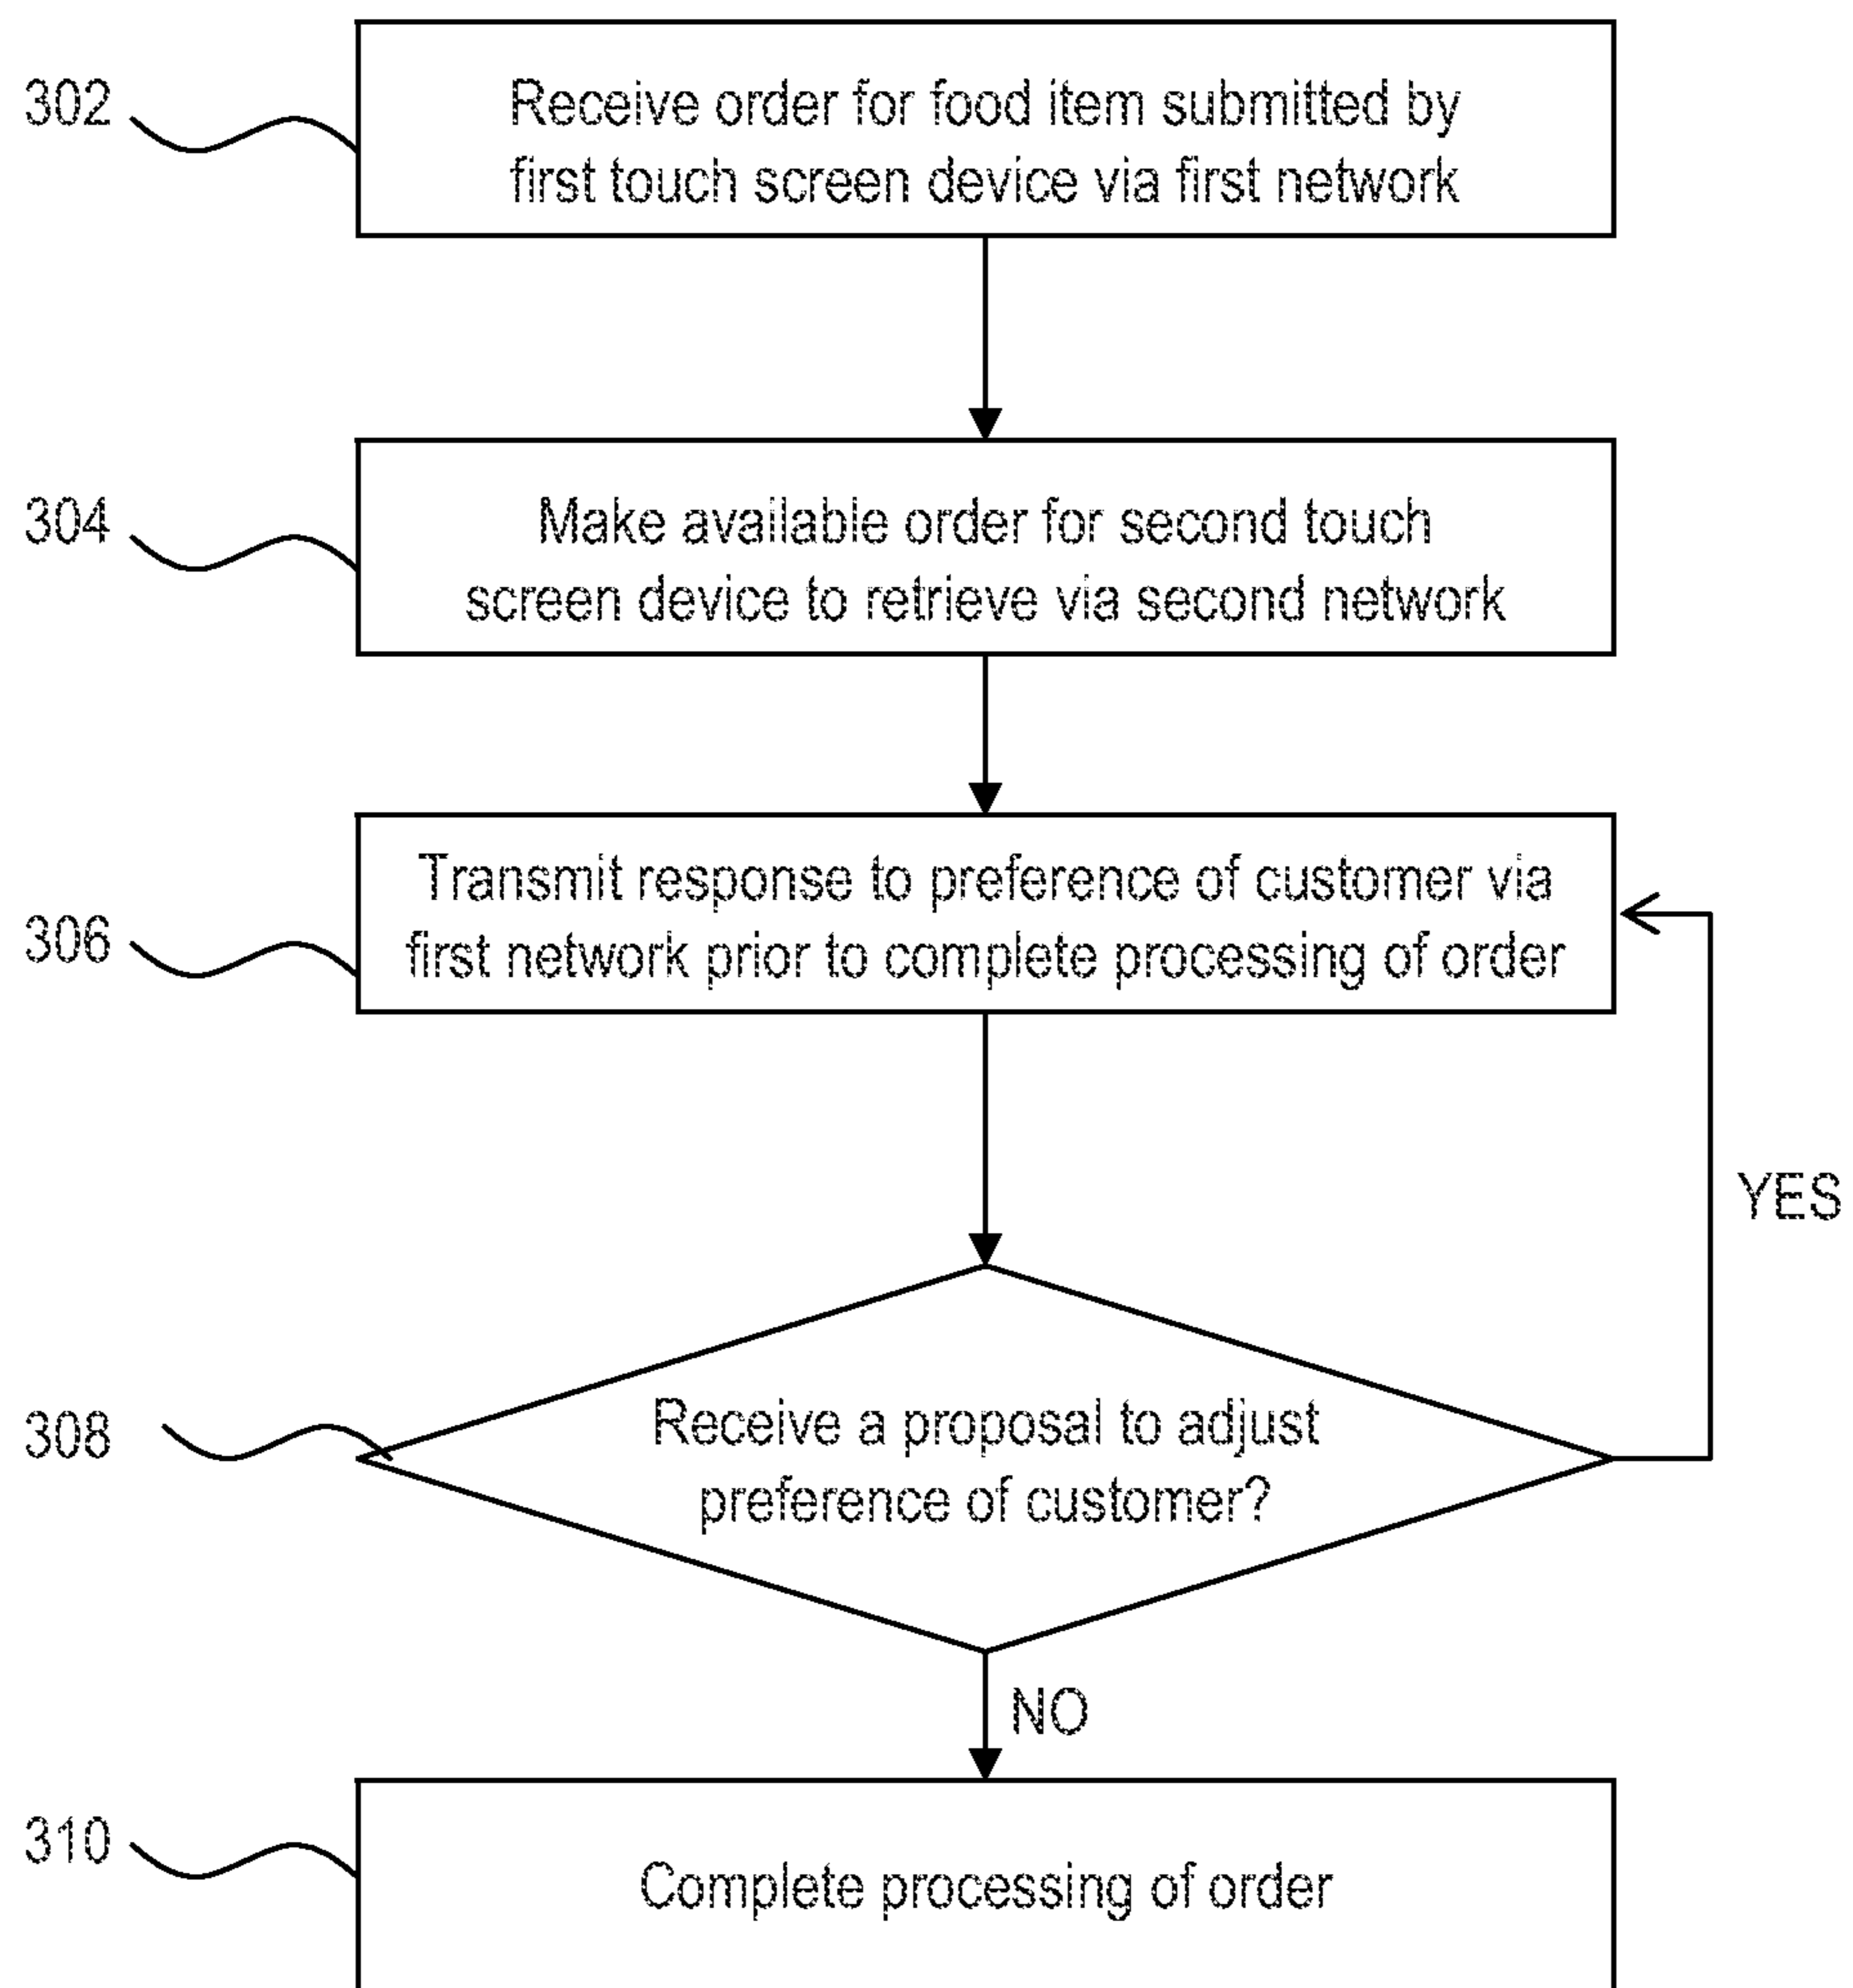 302
Receive order for food item submitted by
first touch screen device via first network
304
Make available order for second touch
screen device to retrieve via second network
306
Transmit response to preference of customer via
first network prior to complete processing of order
YES
308
Receive a proposal to adjust
preference of customer?
NO
310
Complete processing of order